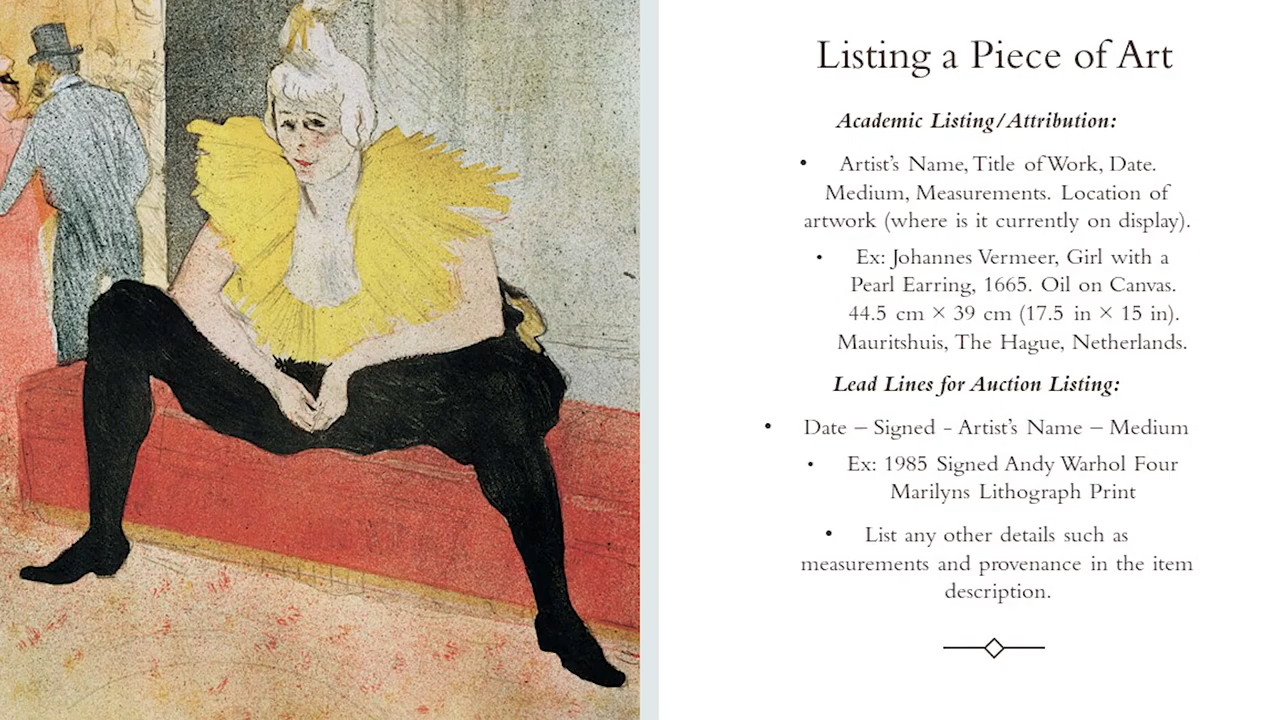 Listing a Piece of Art
Academic Listing/Attribution:
• Artist's Name, Title of Work, Date.
Medium, Measurements. Location of
artwork (where is it currently on display).
• Ex: Johannes Vermeer, Girl with a
Pearl Earring, 1665. Oil on Canvas.
44.5 cm × 39 cm (17.5 in × 15 in).
Mauritshuis, The Hague, Netherlands.
Lead Lines for Auction Listing:
• Date – Signed - Artist's Name – Medium
• Ex: 1985 Signed Andy Warhol Four
Marilyns Lithograph Print
• List any other details such as
measurements and provenance in the item
description.